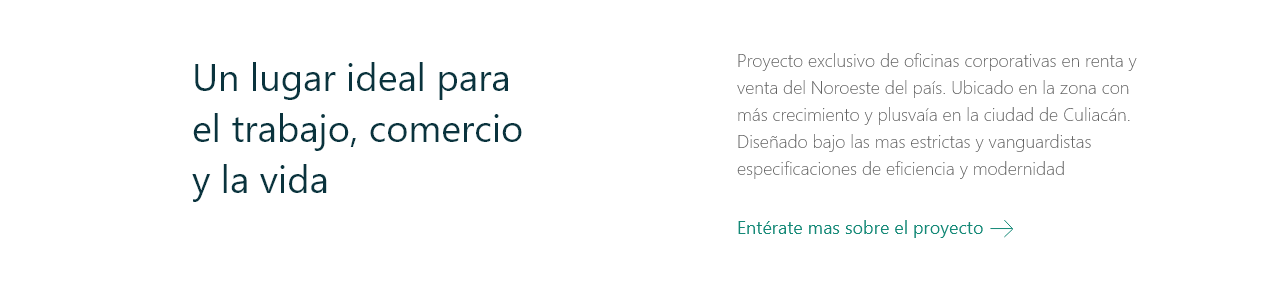 Un lugar ideal para
el trabajo, comercio
y la vida
Proyecto exclusivo de oficinas corporativas en renta y
venta del Noroeste del país. Ubicado en la zona con
más crecimiento y plusvaía en la ciudad de Culiacán.
Diseñado bajo las mas estrictas y vanguardistas
especificaciones de eficiencia y modernidad
Entérate mas sobre el proyecto